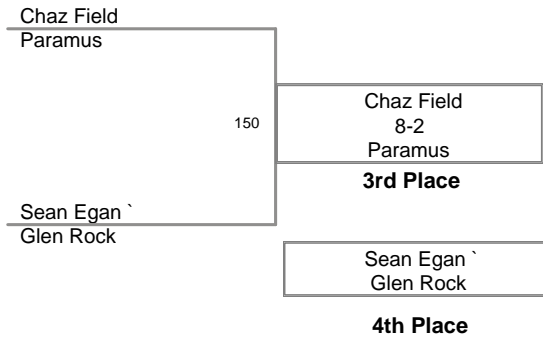 Chaz Field
Paramus
150
Chaz Field
8-2
Paramus
3rd Place
Sean Egan `
Glen Rock
Sean Egan `
Glen Rock
4th Place